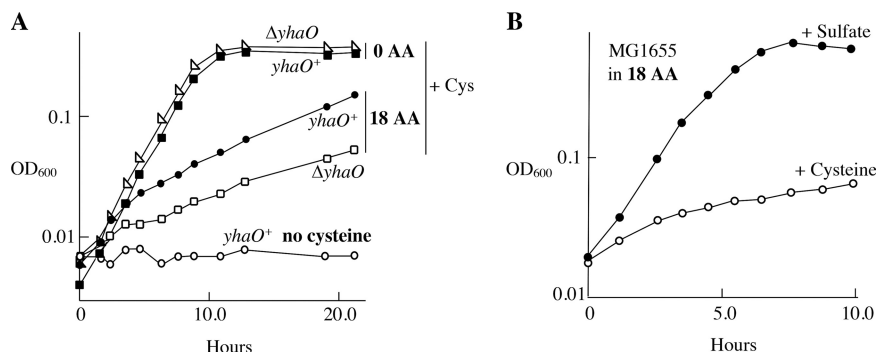 A
ΔyhaO
0 AA
yhaO+
+ Cys
0.1
yhaO+
18 AA
OD600
ΔyhaO
0.01
yhaO+ no cysteine
0
10.0
20.0
Hours
B
+ Sulfate
MG1655
in 18 AA
0.1
OD600
+ Cysteine
0.01
0
5.0
10.0
Hours